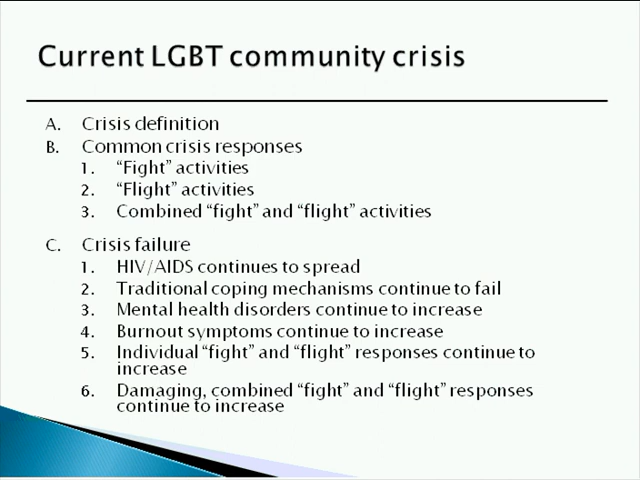 Current LGBT community crisis
A. Crisis definition
B. Common crisis responses
1. “Fight” activities
2. “Flight” activities
3. Combined “fight” and “flight” activities
C. Crisis failure
1. HIV/AIDS continues to spread
2. Traditional coping mechanisms continue to fail
3. Mental health disorders continue to increase
4. Burnout symptoms continue to increase
5. Individual “fight” and “flight” responses continue to
increase
6. Damaging, combined “fight” and “flight” responses
continue to increase